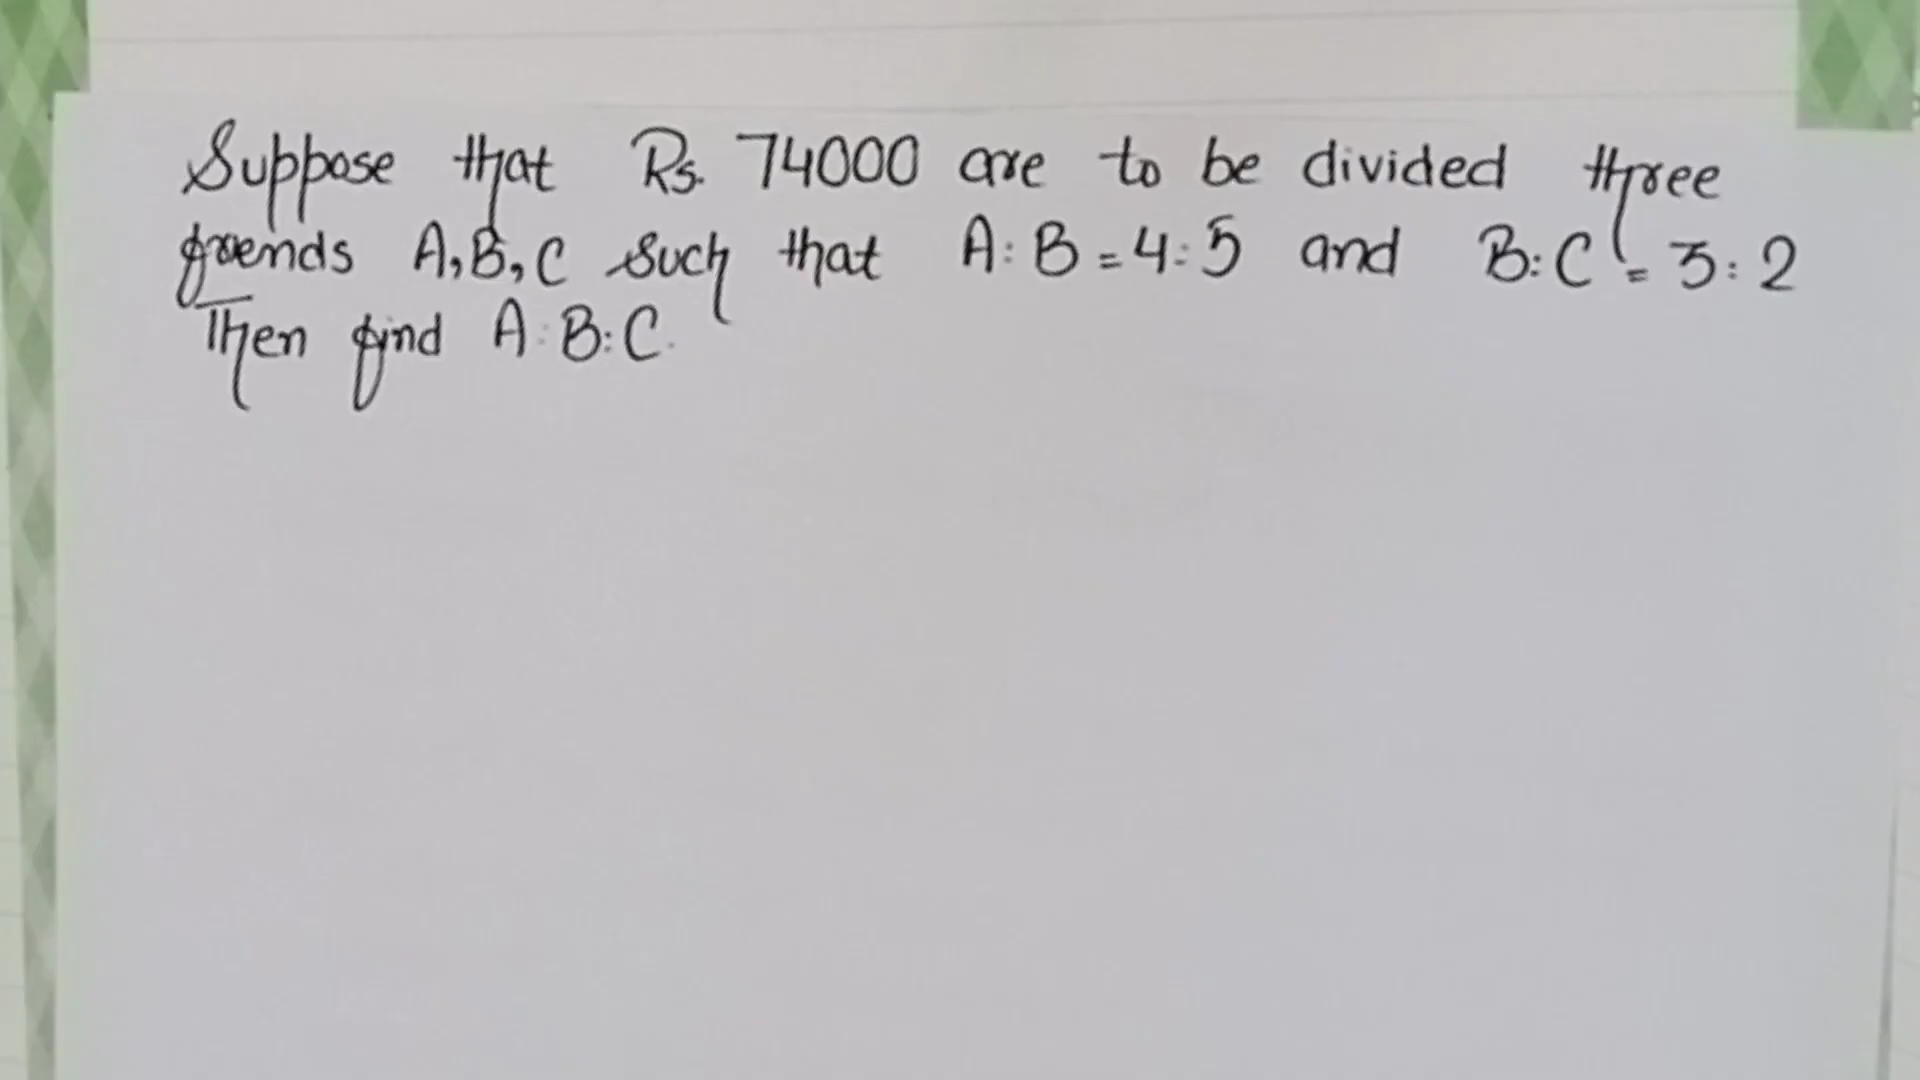 Suppose that Rs. 74000 are to be divided three
friends A, B, C such that A:B = 4:5 and B:C = 3:2
Then find A:B:C.